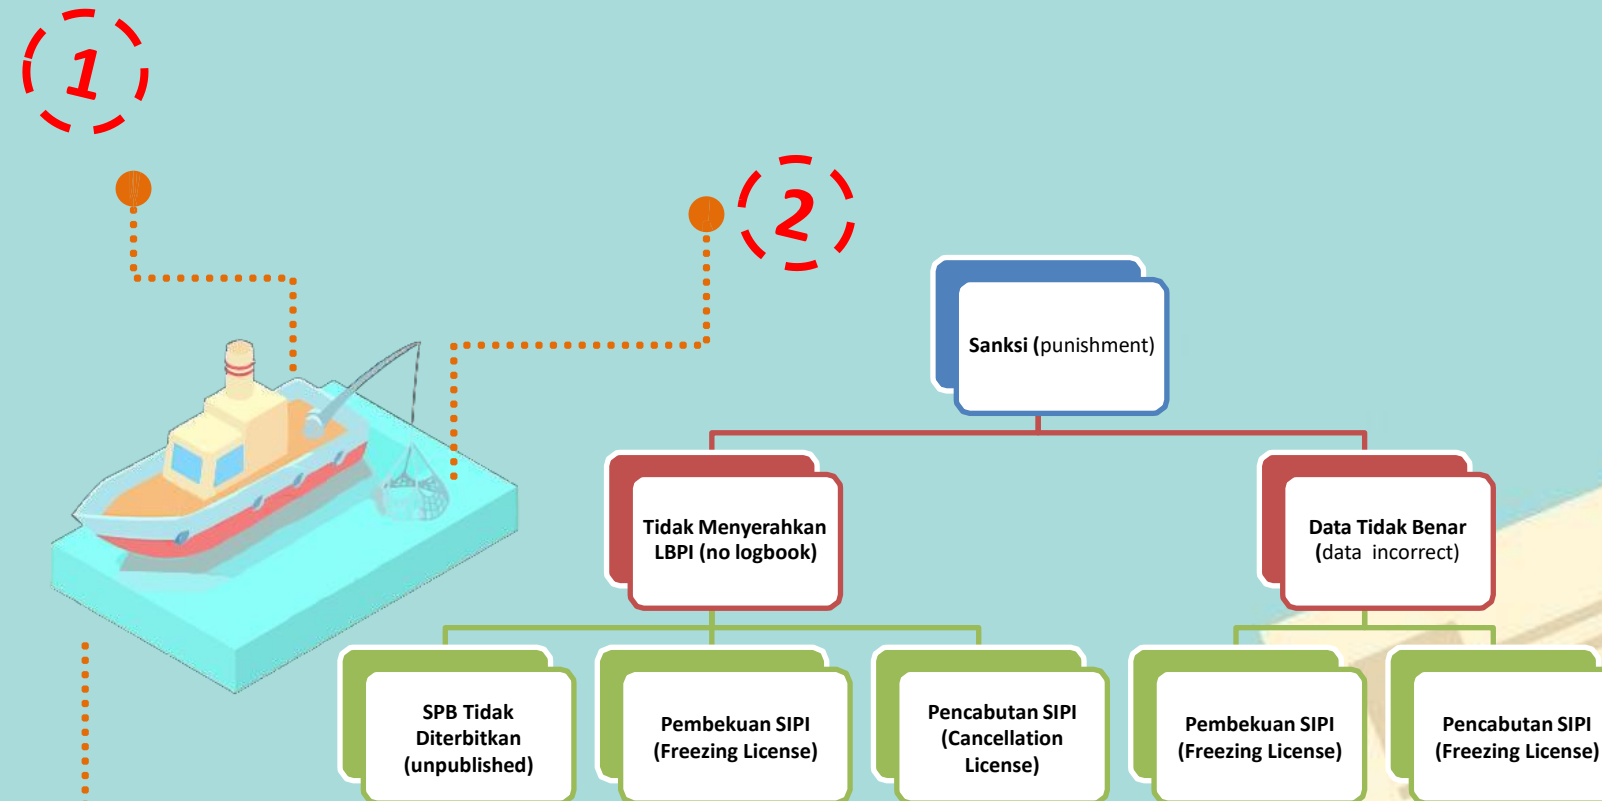 1
2
Sanksi (punishment)
Tidak Menyerahkan
LBPI (no logbook)
Data Tidak Benar
(data incorrect)
SPB Tidak
Diterbitkan
(unpublished)
Pembekuan SIPI
(Freezing License)
Pencabutan SIPI
(Cancellation
License)
Pembekuan SIPI
(Freezing License)
Pencabutan SIPI
(Freezing License)